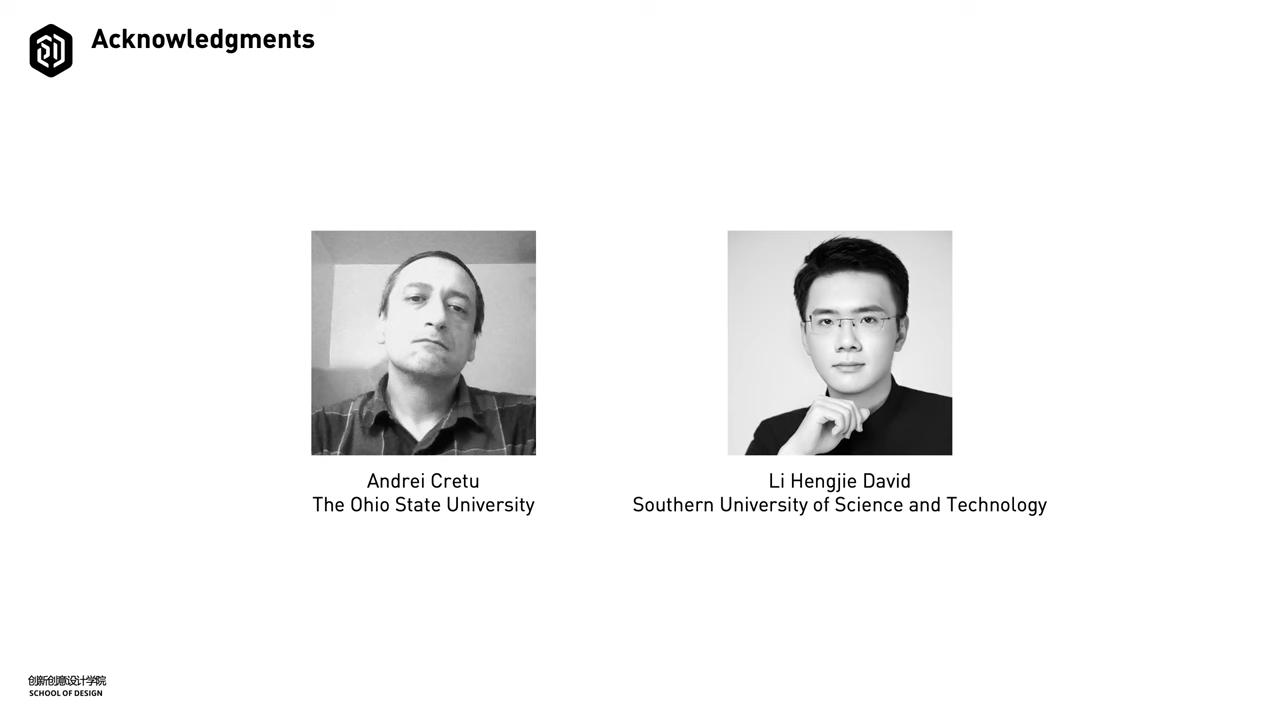 Acknowledgments
Andrei Cretu
The Ohio State University
Li Hengjie David
Southern University of Science and Technology
创新创意设计学院
SCHOOL OF DESIGN